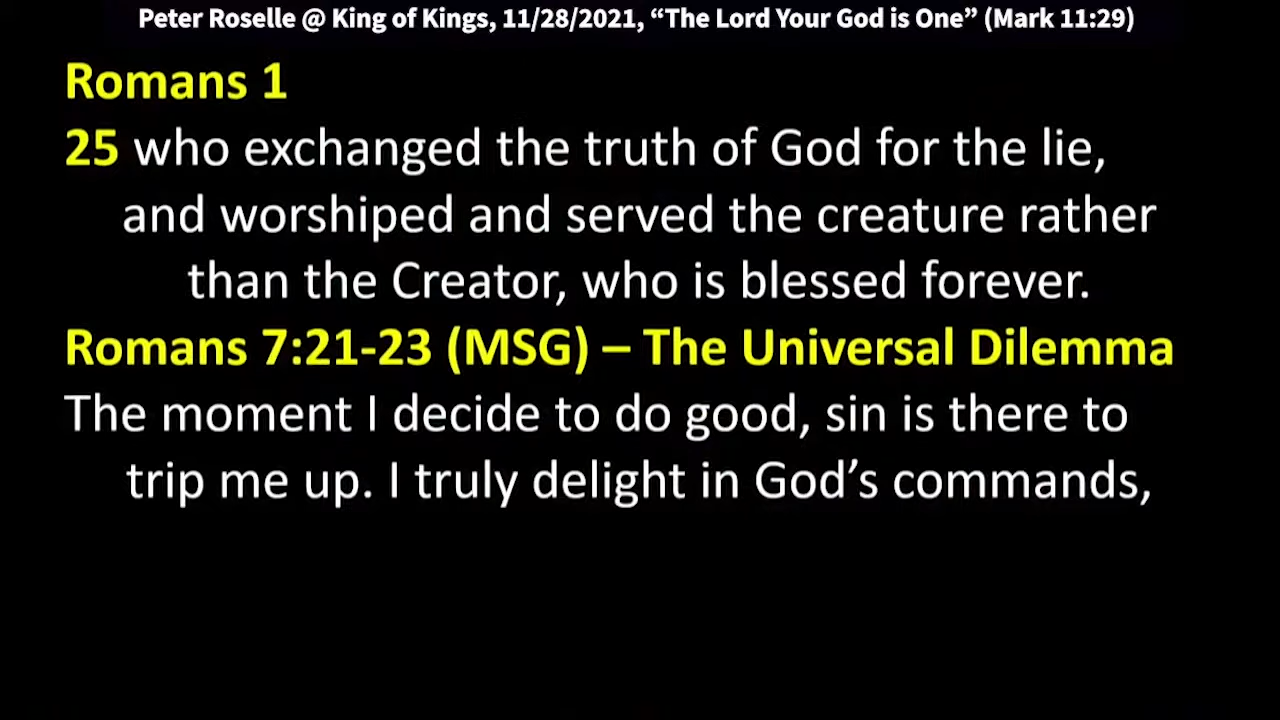 Peter Roselle @ King of Kings, 11/28/2021, “The Lord Your God is One” (Mark 11:29)
Romans 1
25 who exchanged the truth of God for the lie,
and worshiped and served the creature rather
than the Creator, who is blessed forever.
Romans 7:21-23 (MSG) – The Universal Dilemma
The moment I decide to do good, sin is there to
trip me up. I truly delight in God’s commands,